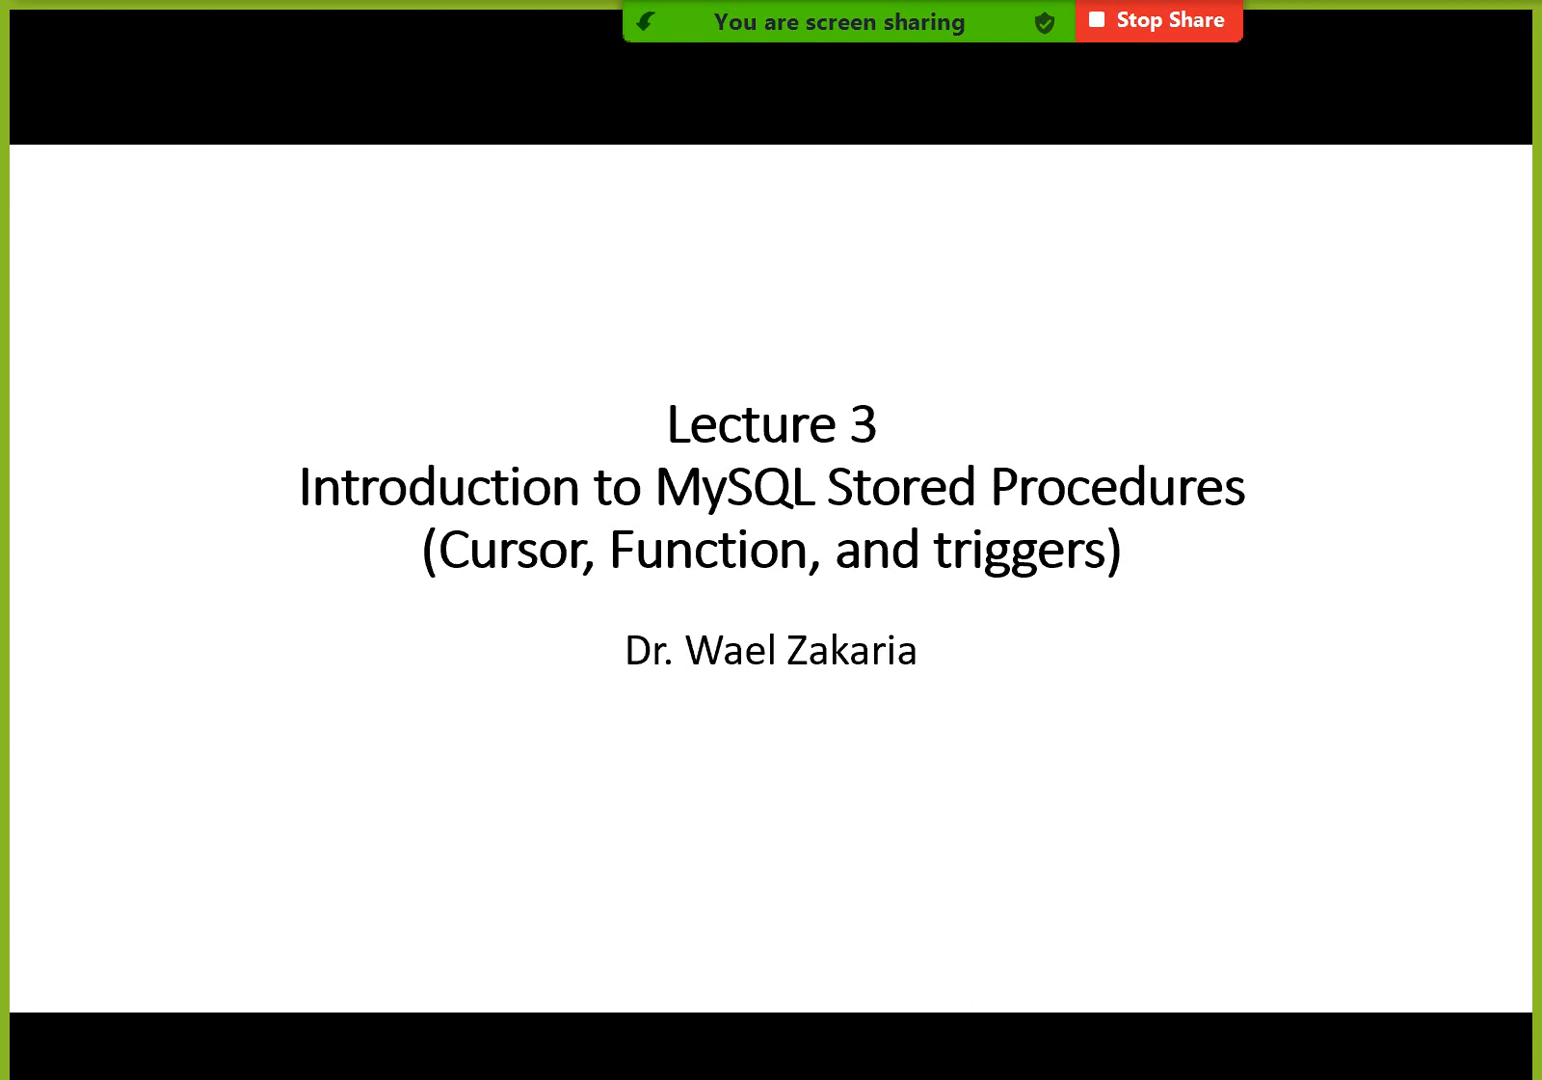 You are screen sharing
Stop Share
Lecture 3
Introduction to MySQL Stored Procedures
(Cursor, Function, and triggers)
Dr. Wael Zakaria